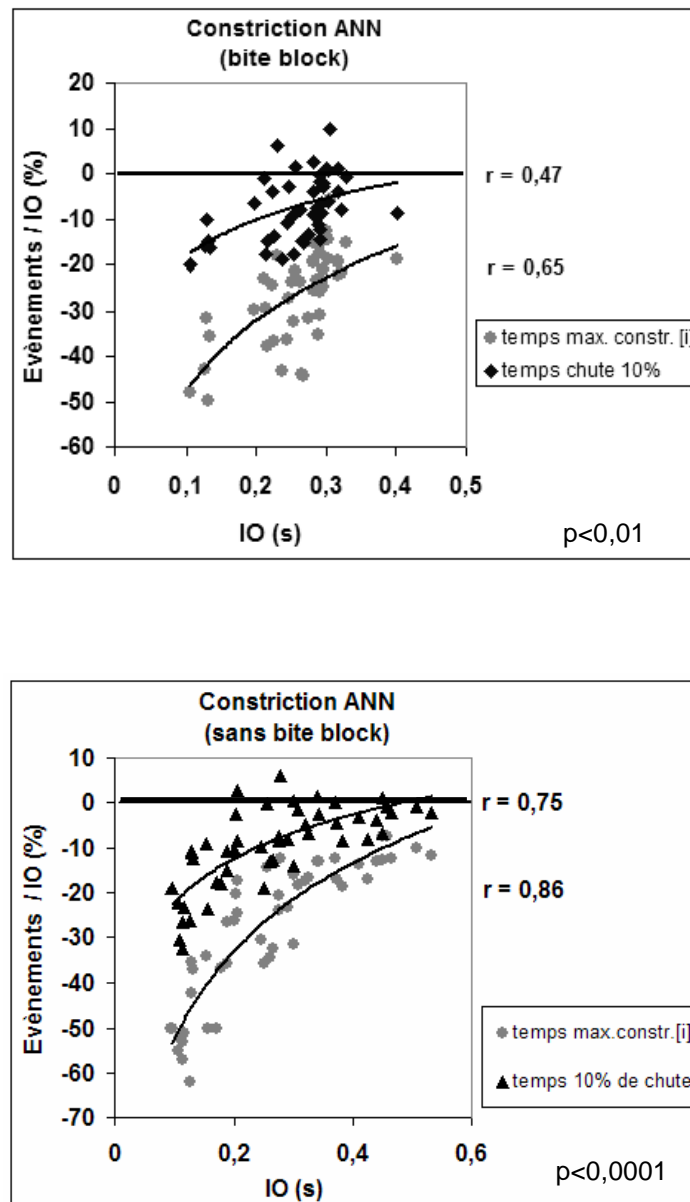 Constriction ANN
(bite block)
20
10
0
-10
-20
-30
-40
-50
-60
Evènements / IO (%)
r = 0,47
r = 0,65
temps max. constr. [i]
temps chute 10%
0 0,1 0,2 0,3 0,4 0,5
IO (s)
p<0,01
Constriction ANN
(sans bite block)
10
0
-10
-20
-30
-40
-50
-60
-70
Evènements / IO (%)
r = 0,75
r = 0,86
temps max.constr.[i]
temps 10% de chute
0 0,2 0,4 0,6
IO (s)
p<0,0001